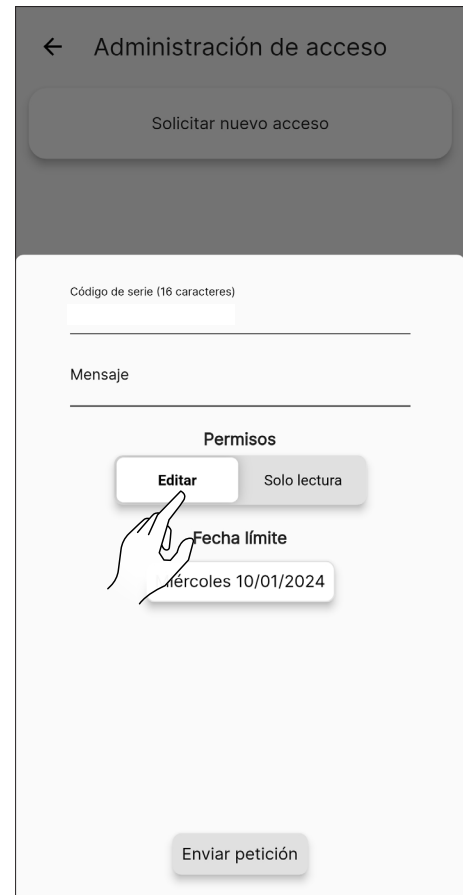 Administración de acceso
Solicitar nuevo acceso
Código de serie (16 caracteres)
Mensaje
Permisos
Editar Solo lectura
Fecha límite
10/01/2024
Enviar petición